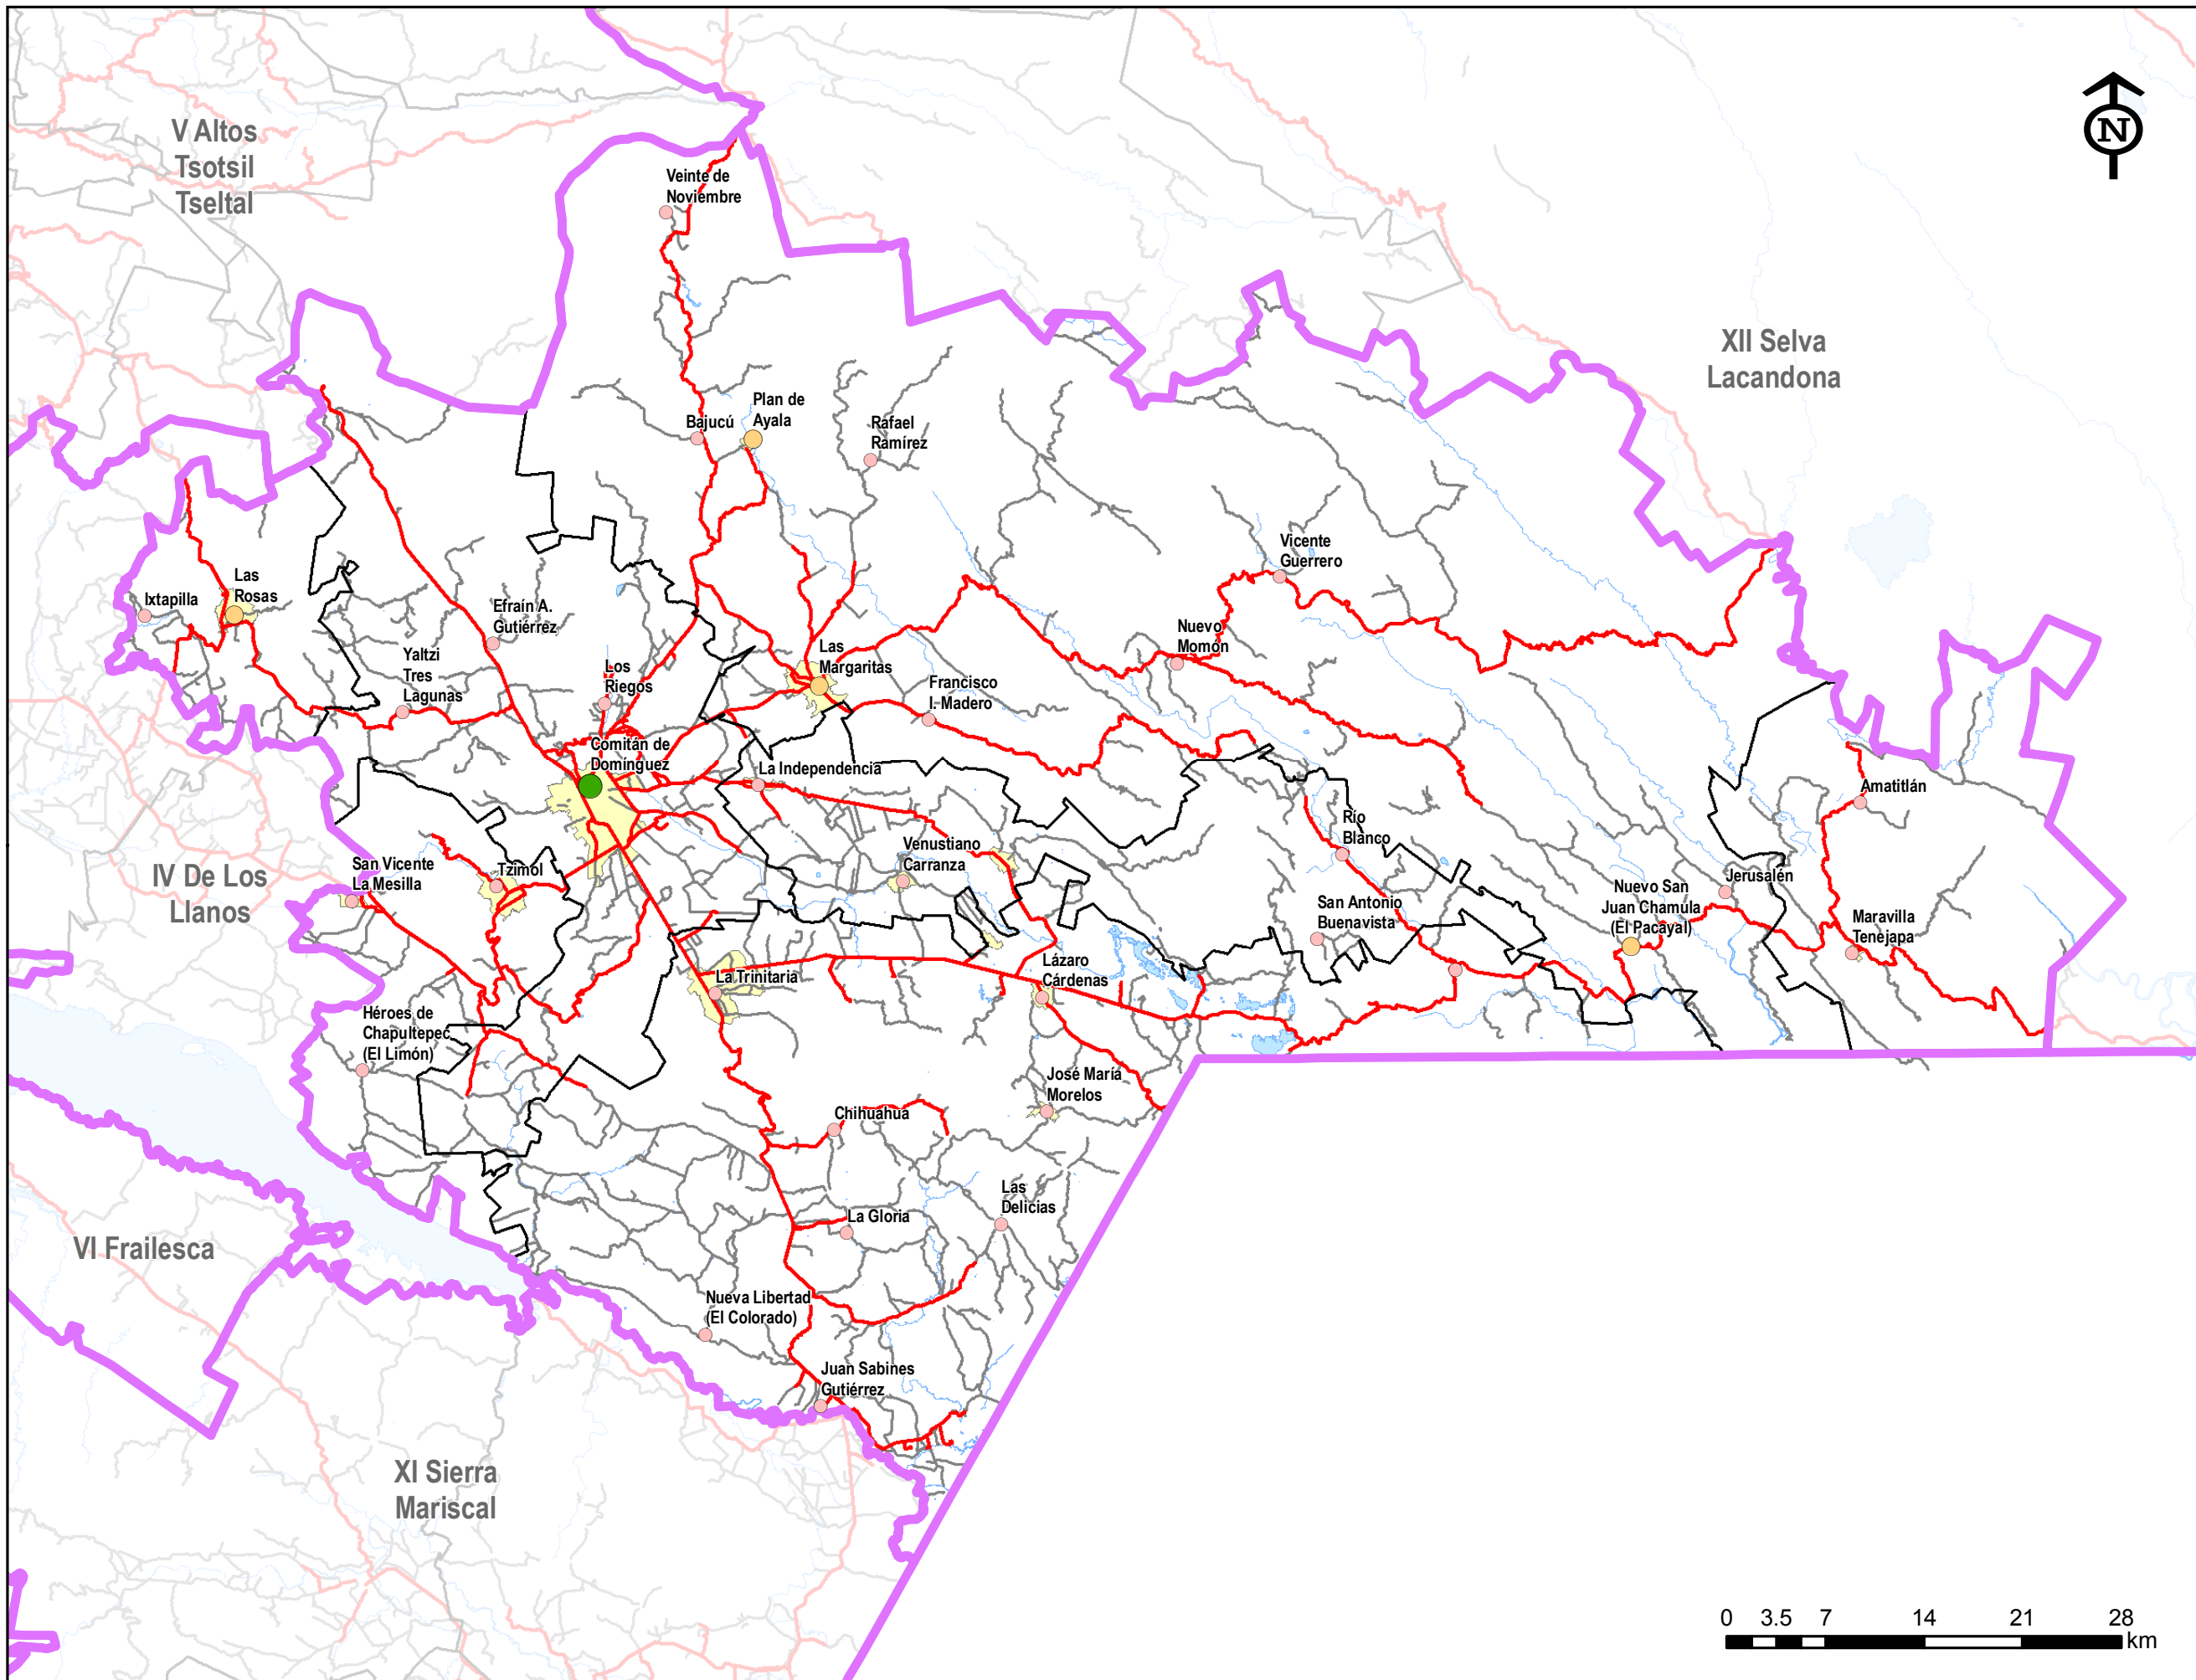 V Altos
Tsotsil
Tseltal
N
Veinte de
Noviembre
XII Selva
Lacandona
Plan de
Ayala
Bajucú
Rafael
Ramírez
Vicente
Guerrero
Las
Rosas
Ixtapilla
Efraín A.
Gutiérrez
Yaltzi
Tres
Lagunas
Los
Riegos
Las
Margaritas
Nuevo
Momón
Francisco
I. Madero
Comitán de
Domínguez
La Independencia
Amatitlán
Río
Blanco
Venustiano
Carranza
San Vicente
La Mesilla
Tzimol
IV De Los
Llanos
Jerusalén
Nuevo San
Juan Chamula
(El Pacayal)
San Antonio
Buenavista
Maravilla
Tenejapa
Lázaro
Cárdenas
La Trinitaria
Héroes de
Chapultepec
(El Limón)
José María
Morelos
Chihuahua
Las
Delicias
La Gloria
VI Frailesca
Nueva Libertad
(El Colorado)
Juan Sabines
Gutiérrez
XI Sierra
Mariscal
0 3.5 7 14 21 28
km